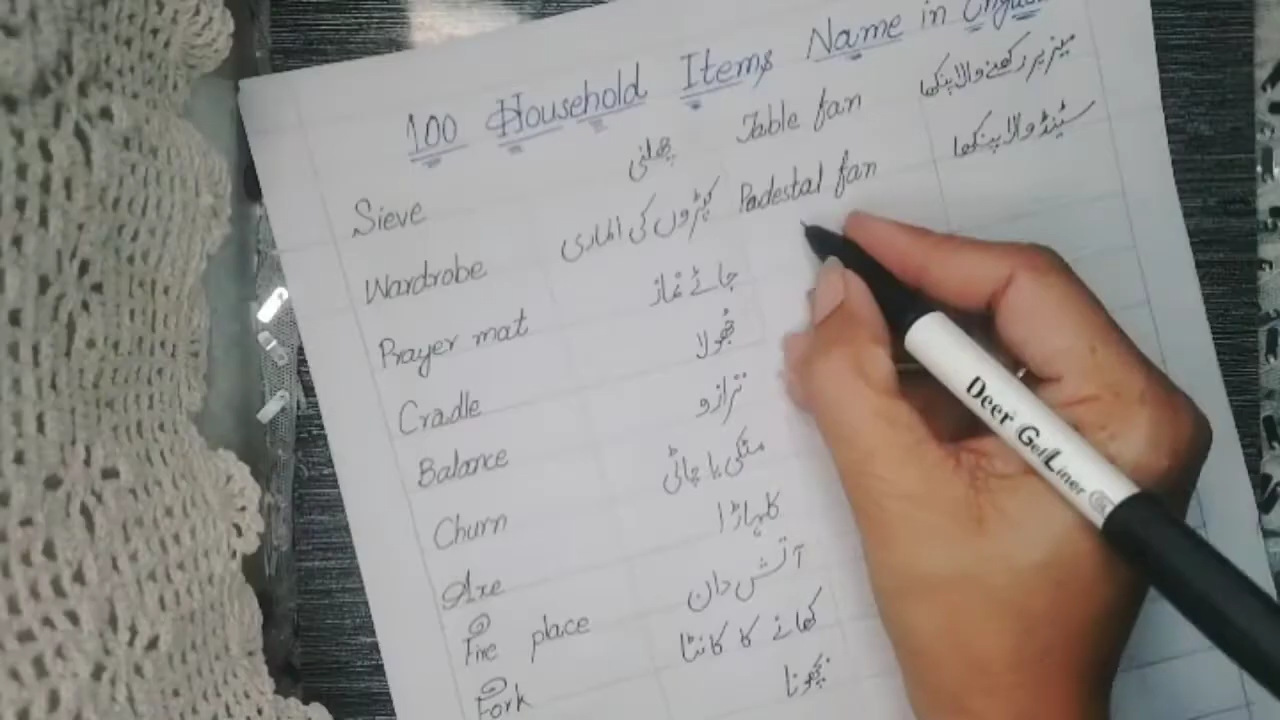 100 Household Items Name in English
Sieve چھلنی Table fan میز پر رکھنے والا پنکھا
Wardrobe کپڑوں کی الماری Padestal fan سٹینڈ والا پنکھا
Prayer mat جائے نماز
Cradle جھولا
Balance ترازو
Churn مٹکی یا چاٹی
Axe کلہاڑا
Fire place آتش دان
Fork کھانے کا کانٹا
بچھونا
Deer GelLiner